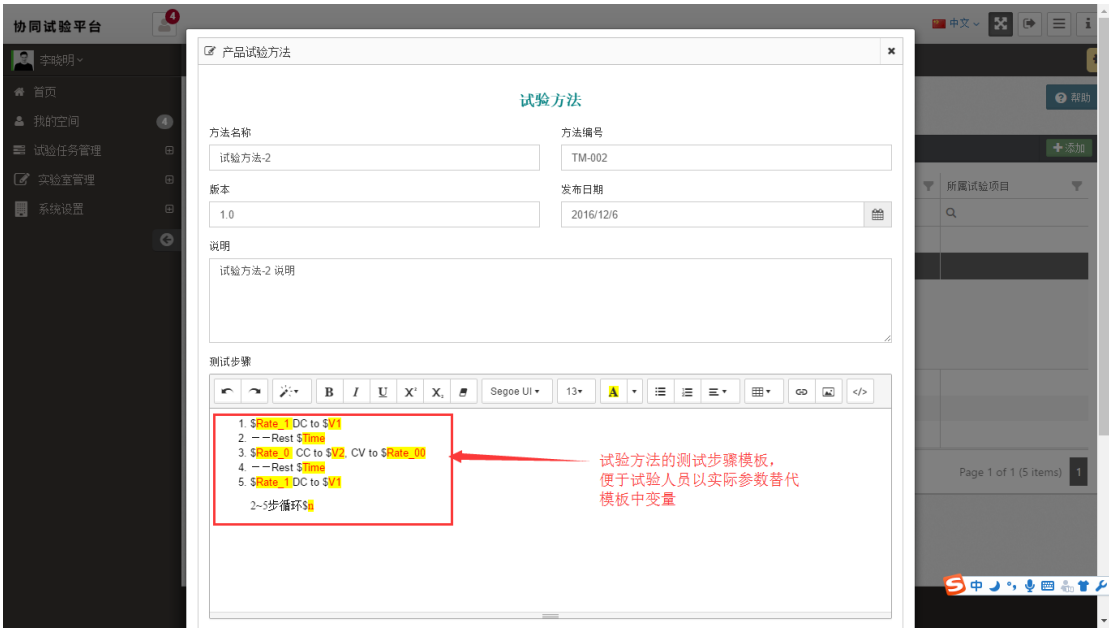 协同试验平台
4
中文
李晓明
首页
我的空间
4
试验任务管理
实验室管理
系统设置
产品试验方法
试验方法
方法名称
方法编号
试验方法-2
TM-002
版本
发布日期
1.0
2016/12/6
说明
试验方法-2 说明
测试步骤
B I U X² X₂ Segoe UI 13 A </>
1. $Rate_1 DC to $V1
2. －－Rest $Time
3. $Rate_0 CC to $V2, CV to $Rate_00
4. －－Rest $Time
5. $Rate_1 DC to $V1
2~5步循环$n
试验方法的测试步骤模板，
便于试验人员以实际参数替代
模板中变量
帮助
添加
所属试验项目
Page 1 of 1 (5 items) 1
中